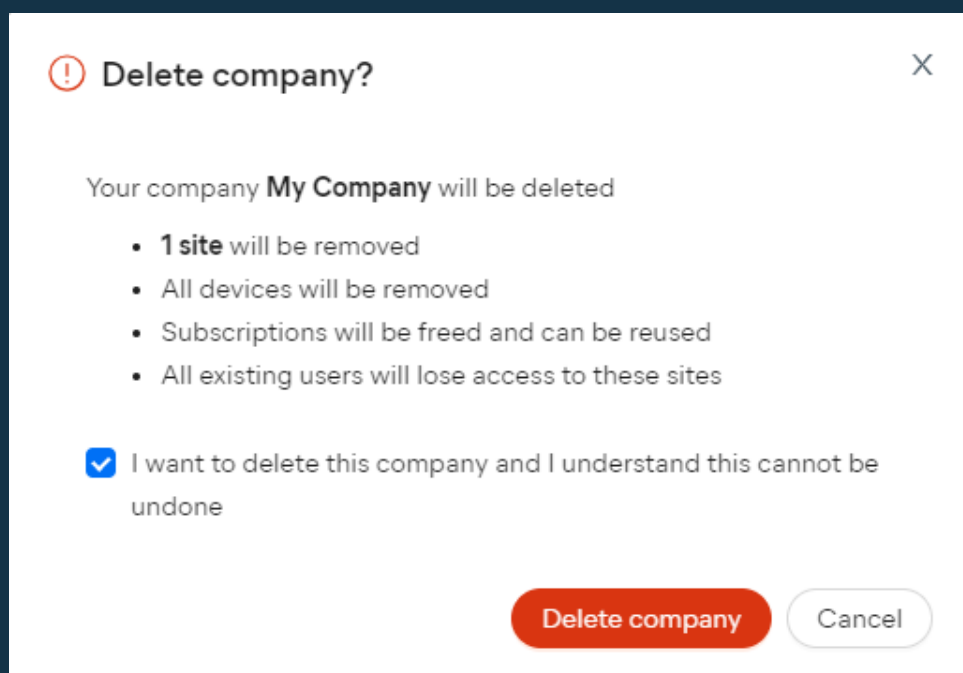 Delete company?
X
Your company My Company will be deleted
• 1 site will be removed
• All devices will be removed
• Subscriptions will be freed and can be reused
• All existing users will lose access to these sites
I want to delete this company and I understand this cannot be
undone
Delete company
Cancel